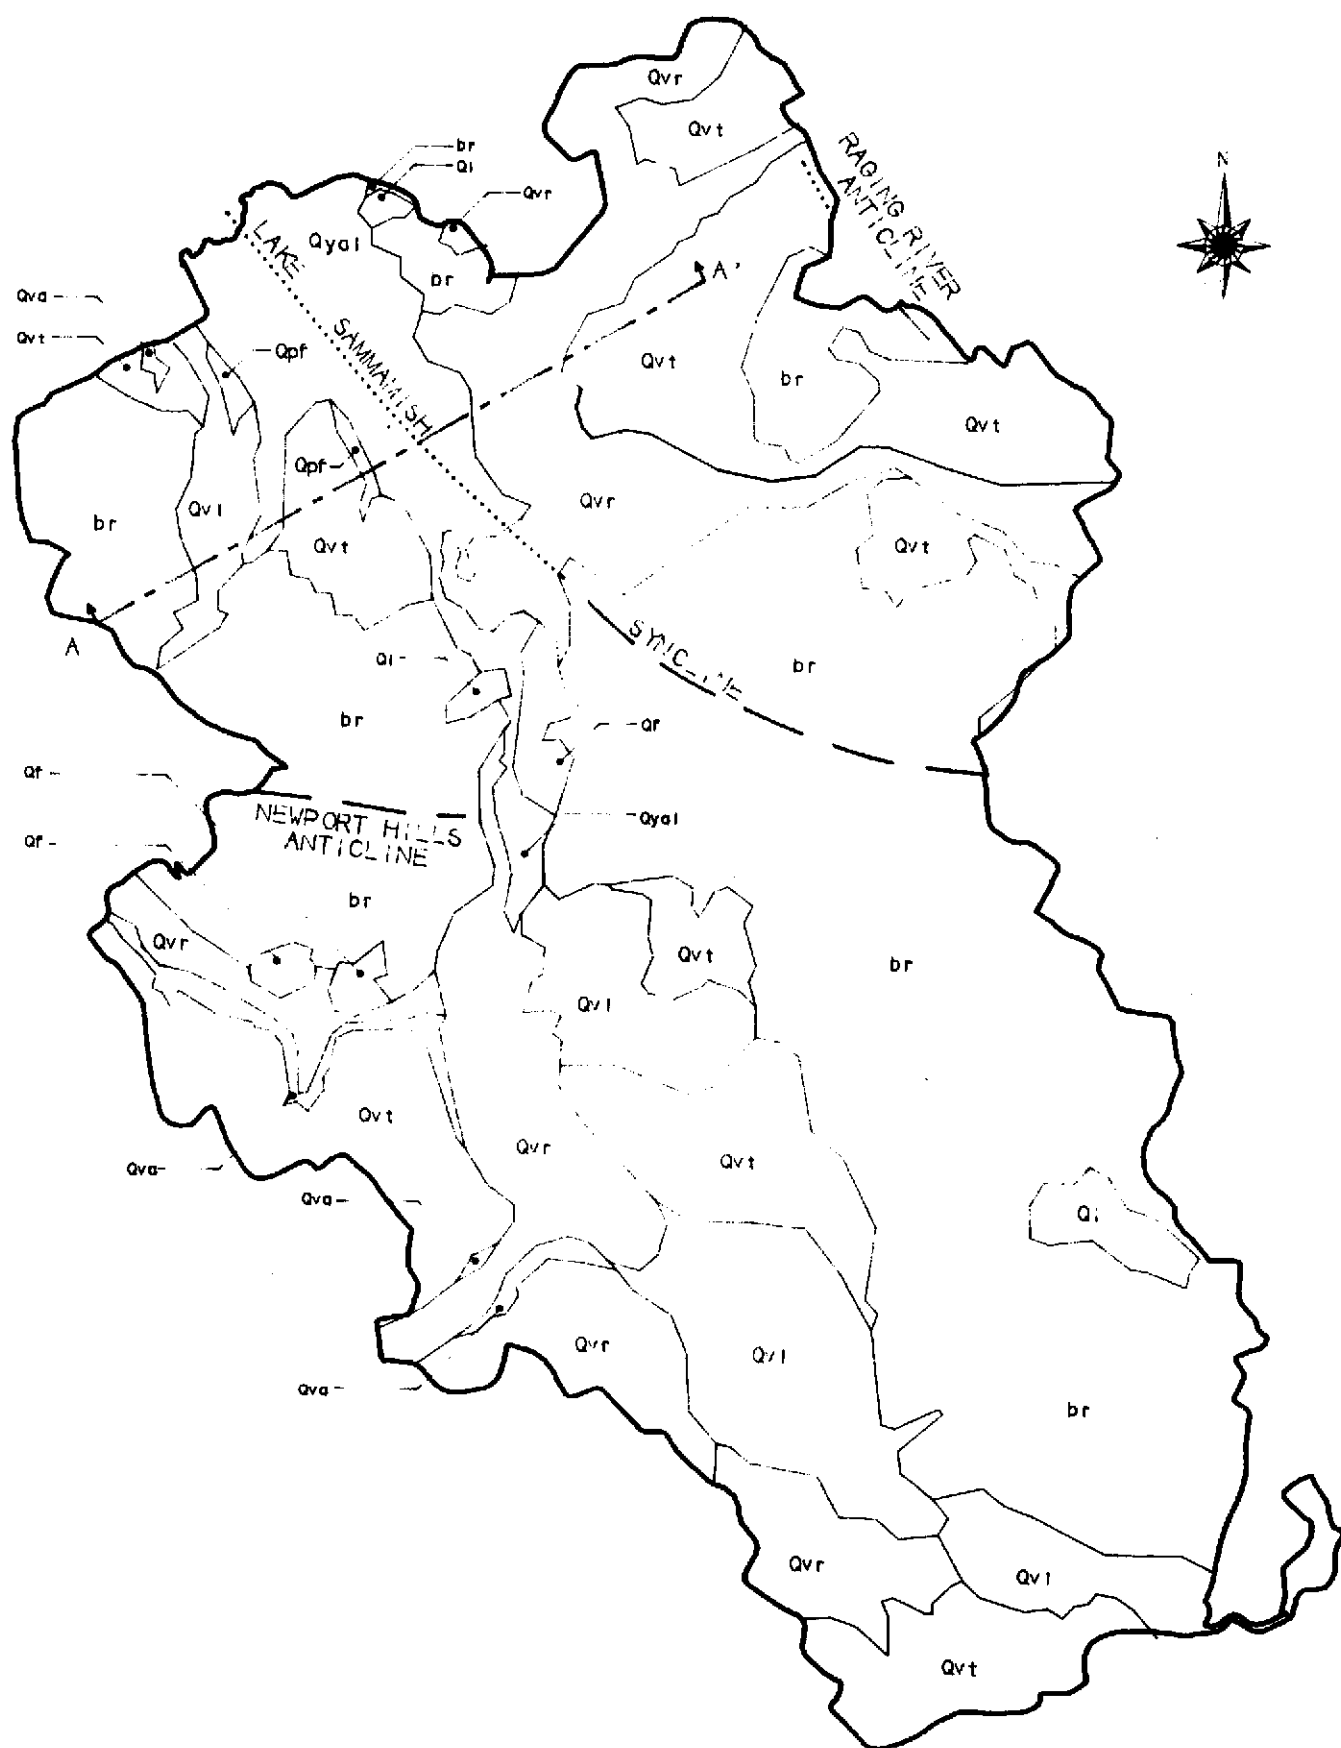 Qvr
Qvt
N
br
Ql
Qvr
RAGING RIVER
ANTICLINE
LAKE
Qyal
br
A'
Qva
Qvt
Qpf
SAMMAMISH
Qvt
br
Qvt
Qpf
br
Qvl
Qvr
Qvt
Qvt
A
SYNCLINE
Ql
br
br
Qf
Qf
NEWPORT HILLS
ANTICLINE
Qyal
Qf
br
Qvr
Qvt
br
Qvl
Qvt
Qvr
Qvt
Qva
Qva
Ql
Qvr
Qvl
Qva
br
Qvr
Qvl
Qvt